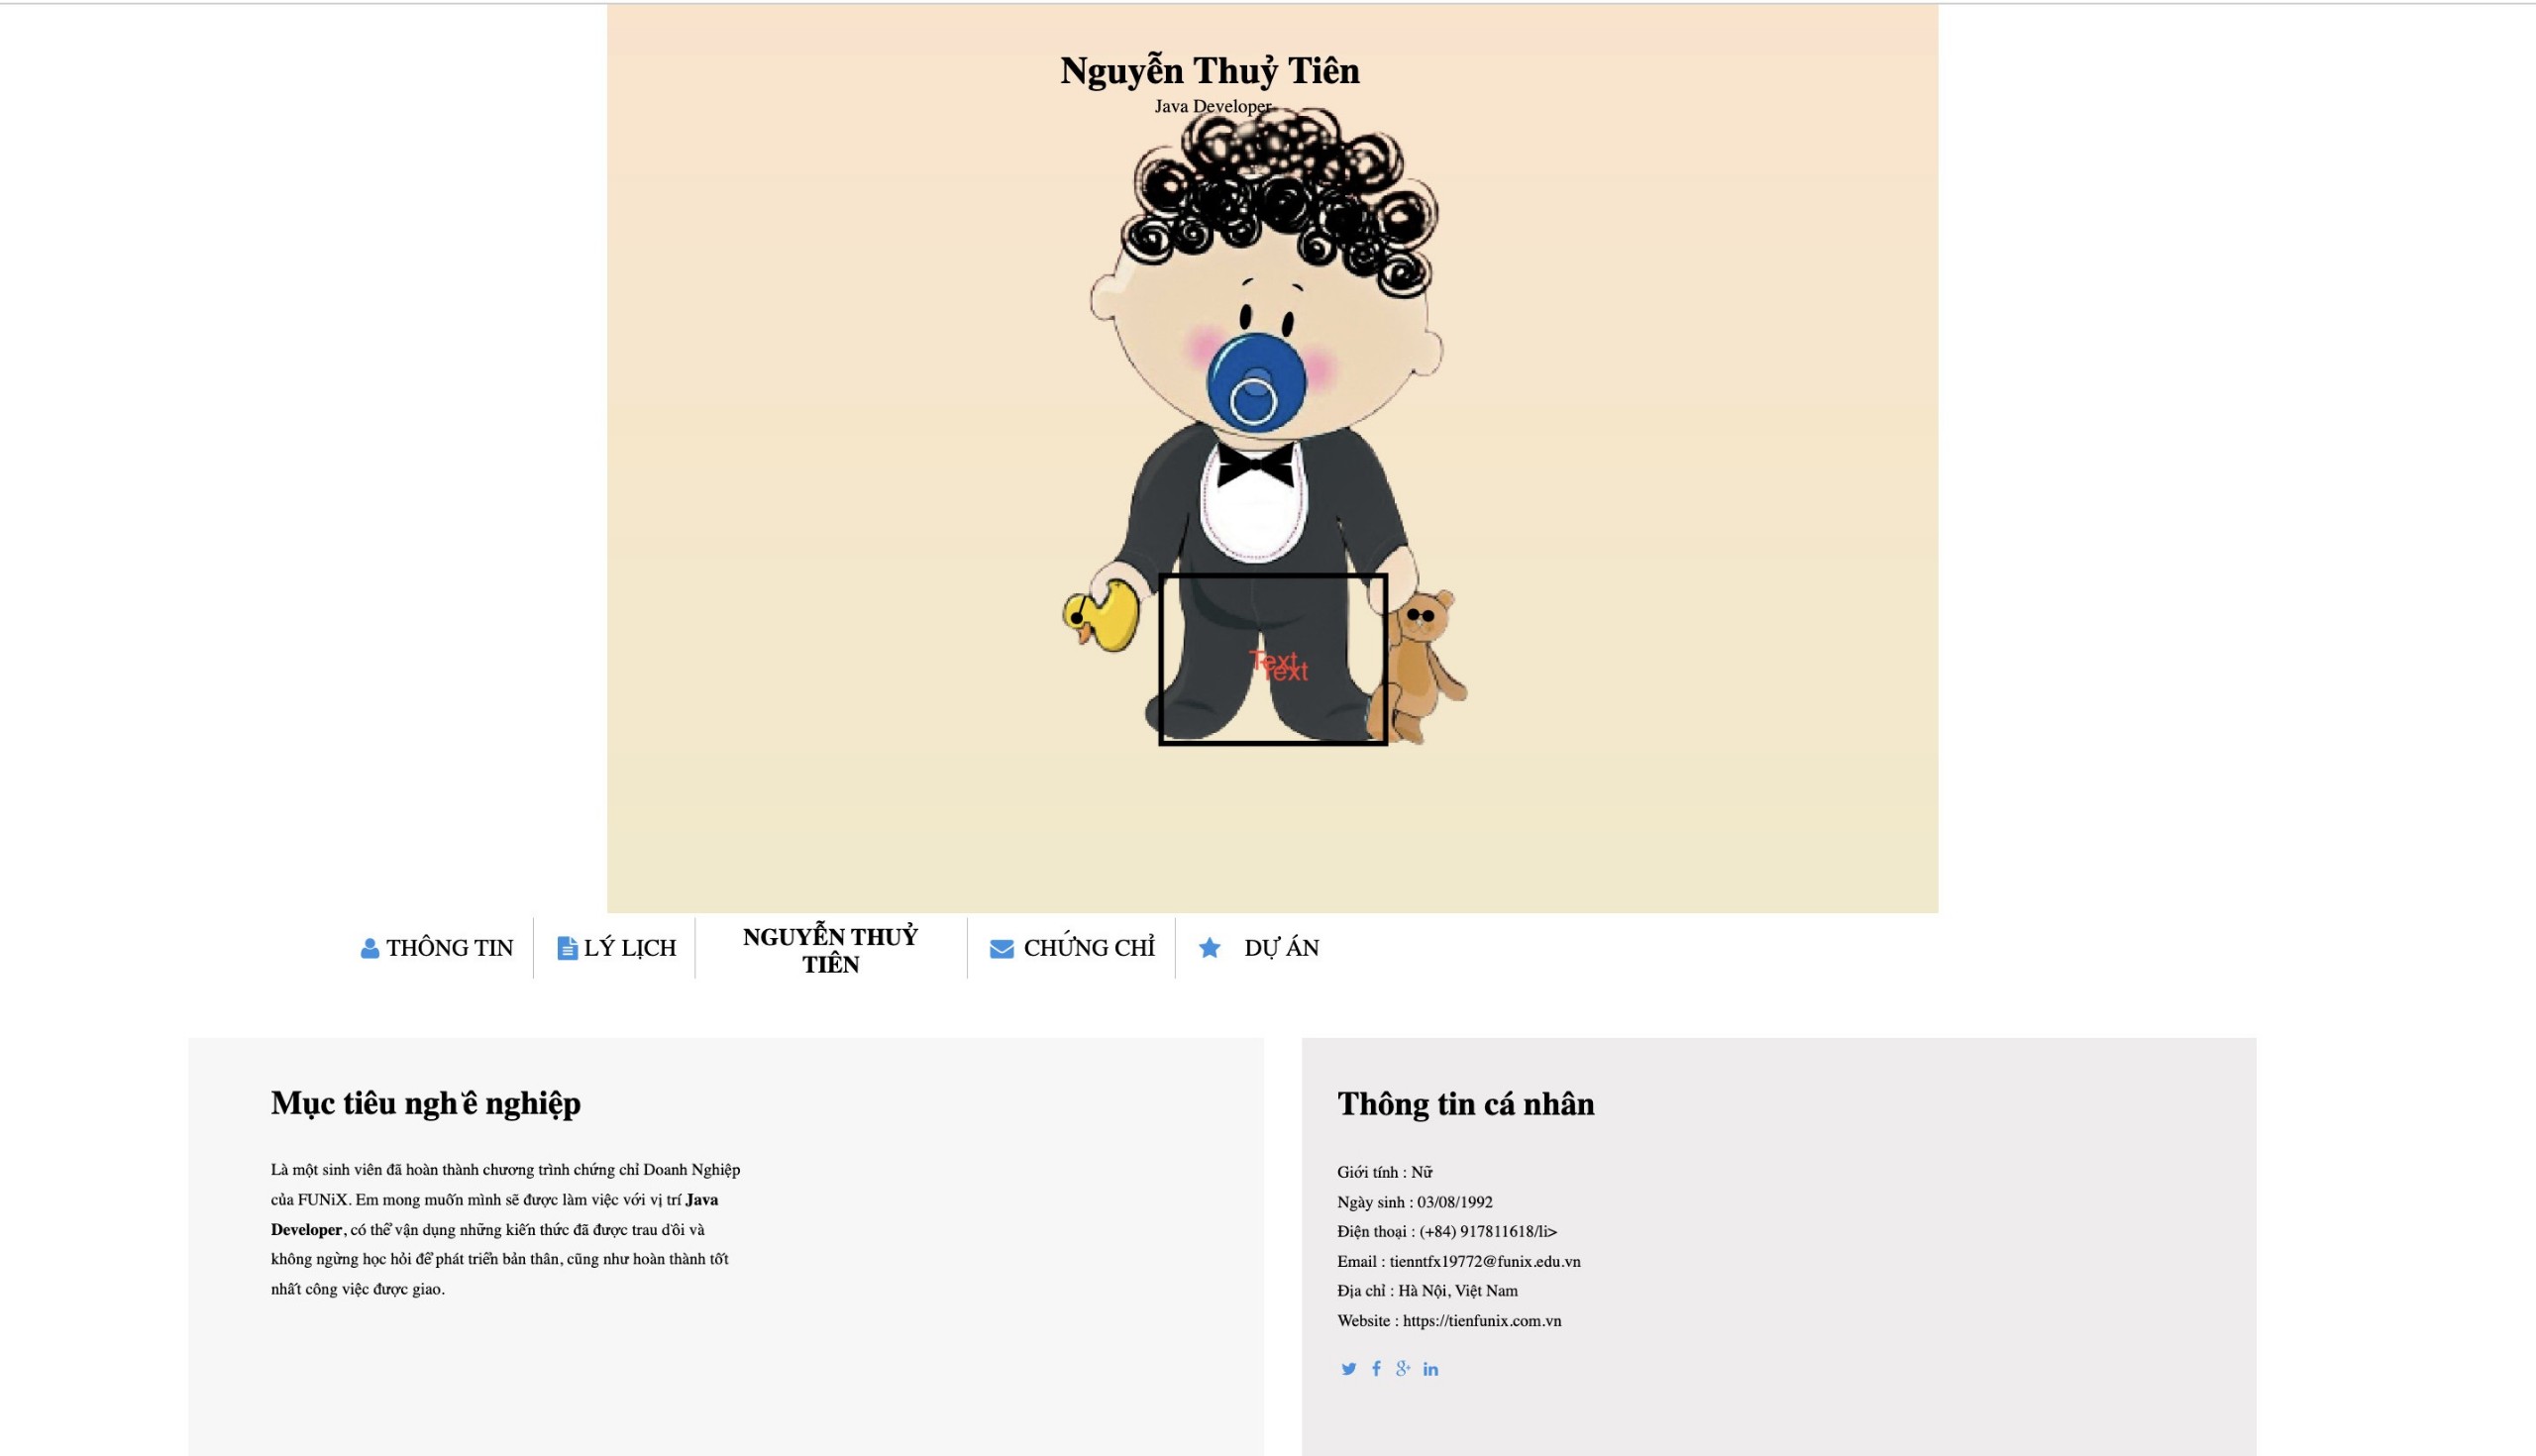 Nguyễn Thuỷ Tiên
Java Developer
Text
Text
THÔNG TIN
LÝ LỊCH
NGUYỄN THUỶ
TIÊN
CHỨNG CHỈ
DỰ ÁN
Mục tiêu nghề nghiệp
Là một sinh viên đã hoàn thành chương trình chứng chỉ Doanh Nghiệp
của FUNiX. Em mong muốn mình sẽ được làm việc với vị trí Java
Developer, có thể vận dụng những kiến thức đã được trau dồi và
không ngừng học hỏi để phát triển bản thân, cũng như hoàn thành tốt
nhất công việc được giao.
Thông tin cá nhân
Giới tính : Nữ
Ngày sinh : 03/08/1992
Điện thoại : (+84) 917811618/li>
Email : tienntfx19772@funix.edu.vn
Địa chỉ : Hà Nội, Việt Nam
Website : https://tienfunix.com.vn